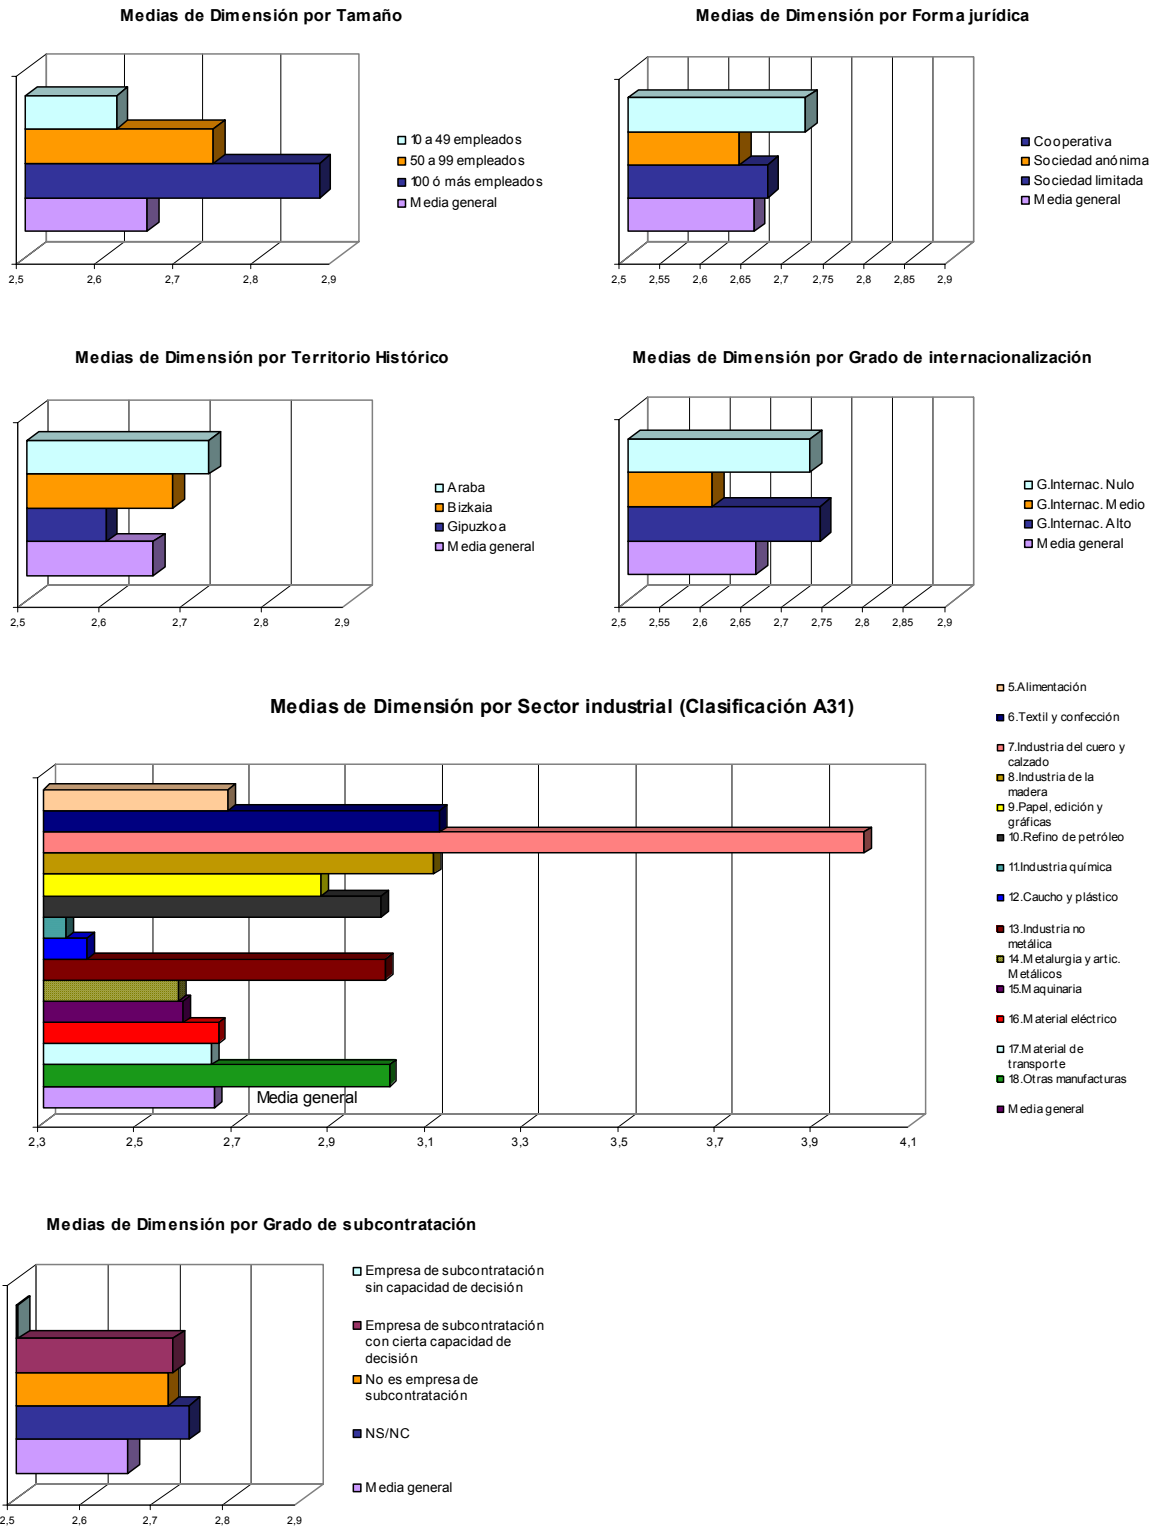 Medias de Dimensión por Tamaño
10 a 49 empleados
50 a 99 empleados
100 ó más empleados
Media general
2,5 2,6 2,7 2,8 2,9
Medias de Dimensión por Forma jurídica
Cooperativa
Sociedad anónima
Sociedad limitada
Media general
2,5 2,55 2,6 2,65 2,7 2,75 2,8 2,85 2,9
Medias de Dimensión por Territorio Histórico
Araba
Bizkaia
Gipuzkoa
Media general
2,5 2,6 2,7 2,8 2,9
Medias de Dimensión por Grado de internacionalización
G.Internac. Nulo
G.Internac. Medio
G.Internac. Alto
Media general
2,5 2,55 2,6 2,65 2,7 2,75 2,8 2,85 2,9
Medias de Dimensión por Sector industrial (Clasificación A31)
5.Alimentación
6.Textil y confección
7.Industria del cuero y
calzado
8.Industria de la
madera
9.Papel, edición y
gráficas
10.Refino de petróleo
11.Industria química
12.Caucho y plástico
13.Industria no
metálica
14.Metalurgia y artic.
Metálicos
15.Maquinaria
16.Material eléctrico
17.Material de
transporte
18.Otras manufacturas
Media general
Media general
2,3 2,5 2,7 2,9 3,1 3,3 3,5 3,7 3,9 4,1
Medias de Dimensión por Grado de subcontratación
Empresa de subcontratación
sin capacidad de decisión
Empresa de subcontratación
con cierta capacidad de
decisión
No es empresa de
subcontratación
NS/NC
Media general
2,5 2,6 2,7 2,8 2,9